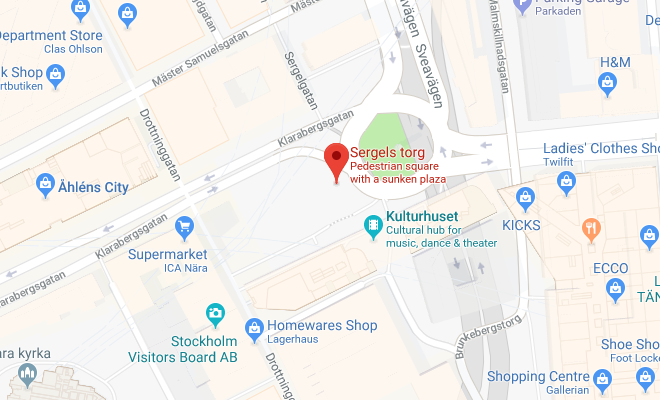 Parking Garage
Parkaden
Department Store
Clas Ohlson
Mäster Samuelsgatan
Sveavägen
Sveavägen
Malmskillnadsgatan
H&M
k Shop
rtbutiken
Sergelgatan
Drottninggatan
Klarabergsgatan
Ladies' Clothes Sho
Twilfit
Sergels torg
Pedestrian square
with a sunken plaza
Åhléns City
Klarabergsgatan
Kulturhuset
Cultural hub for
music, dance & theater
KICKS
Supermarket
ICA Nära
Klarabergsgatan
ECCO
L
TÄN
Stockholm
Visitors Board AB
Homewares Shop
Lagerhaus
Brunkebergstorg
Shoe Sho
Foot Locke
ara kyrka
Drottningg
Shopping Centre
Gallerian